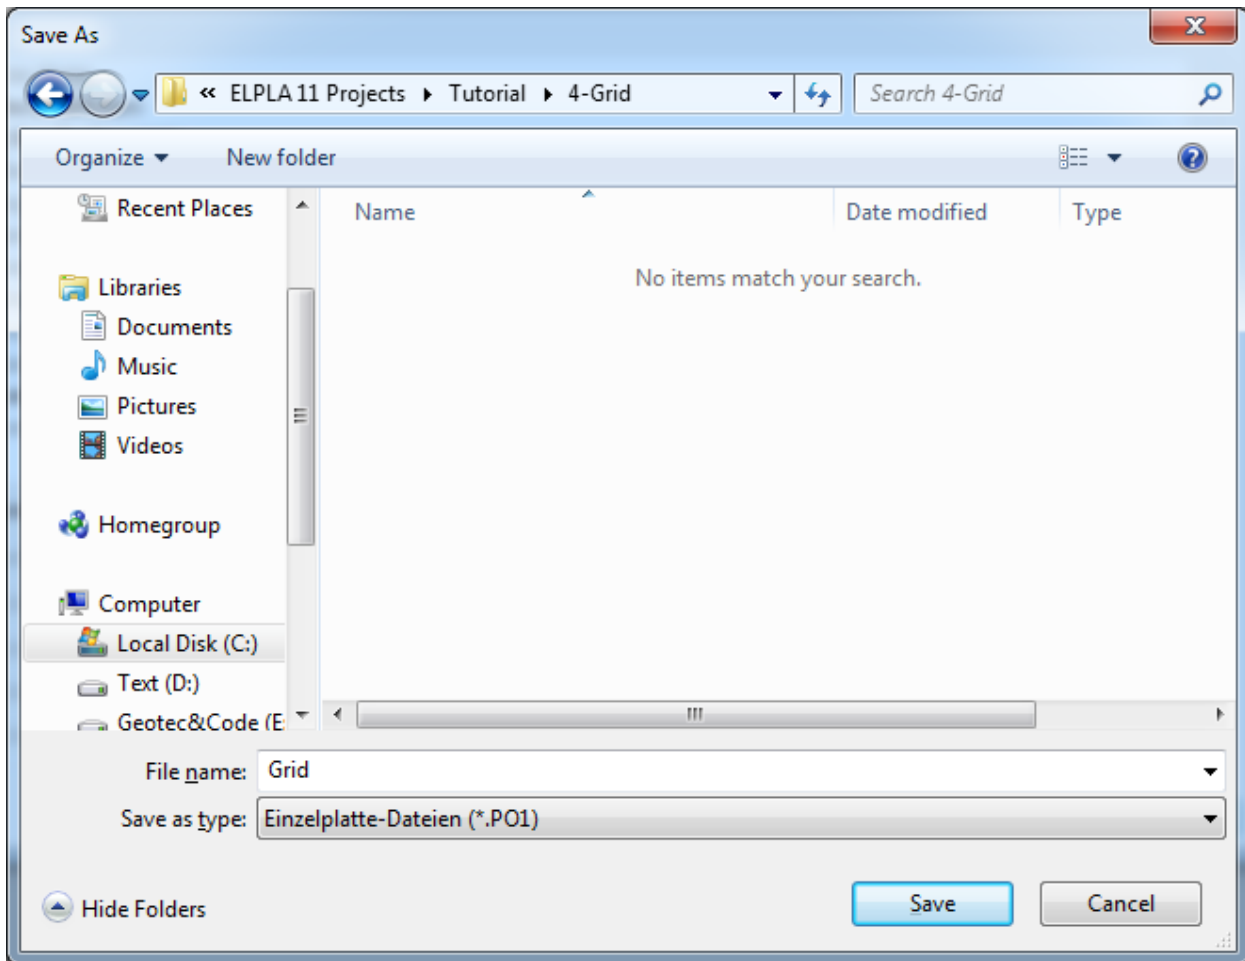 Save As
« ELPLA 11 Projects Tutorial 4-Grid Search 4-Grid
Organize New folder
Recent Places
Name Date modified Type
No items match your search.
Libraries
Documents
Music
Pictures
Videos
Homegroup
Computer
Local Disk (C:)
Text (D:)
Geotec&Code (E:
File name: Grid
Save as type: Einzelplatte-Dateien (*.PO1)
Hide Folders Save Cancel